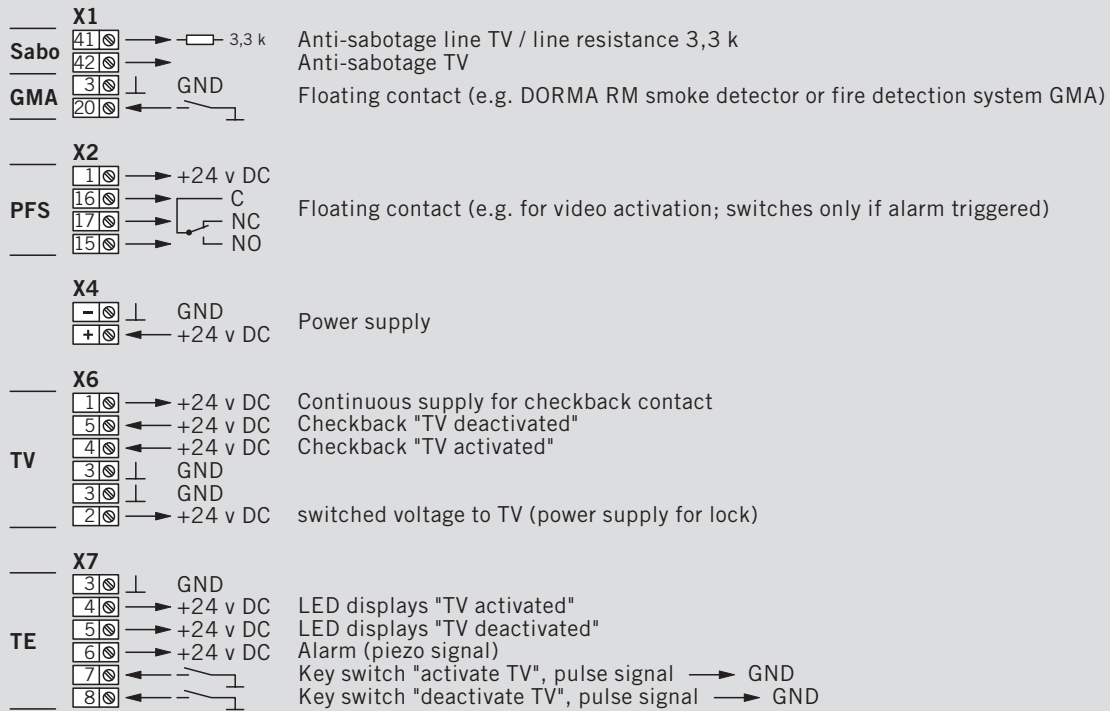 X1
Sabo
41 3,3 k Anti-sabotage line TV / line resistance 3,3 k
42 Anti-sabotage TV
GMA
3 GND
20 Floating contact (e.g. DORMA RM smoke detector or fire detection system GMA)
X2
PFS
1 +24 v DC
16 C
17 NC
15 NO
Floating contact (e.g. for video activation; switches only if alarm triggered)
X4
– GND
+ +24 v DC
Power supply
X6
TV
1 +24 v DC Continuous supply for checkback contact
5 +24 v DC Checkback "TV deactivated"
4 +24 v DC Checkback "TV activated"
3 GND
3 GND
2 +24 v DC switched voltage to TV (power supply for lock)
X7
TE
3 GND
4 +24 v DC LED displays "TV activated"
5 +24 v DC LED displays "TV deactivated"
6 +24 v DC Alarm (piezo signal)
7 Key switch "activate TV", pulse signal GND
8 Key switch "deactivate TV", pulse signal GND